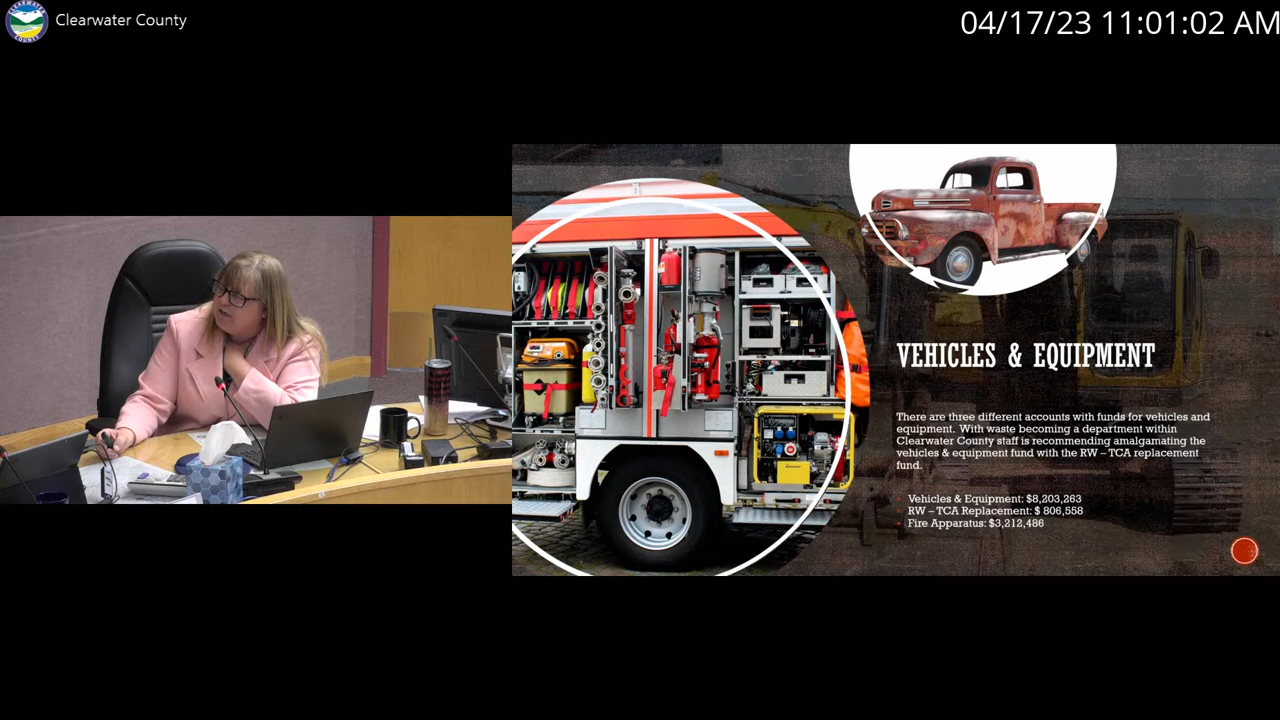 Clearwater County
04/17/23 11:01:02 AM
CLEARWATER
COUNTY
VEHICLES & EQUIPMENT
There are three different accounts with funds for vehicles and
equipment. With waste becoming a department within
Clearwater County staff is recommending amalgamating the
vehicles & equipment fund with the RW – TCA replacement
fund.
Vehicles & Equipment: $8,203,263
RW – TCA Replacement: $ 806,558
Fire Apparatus: $3,212,486